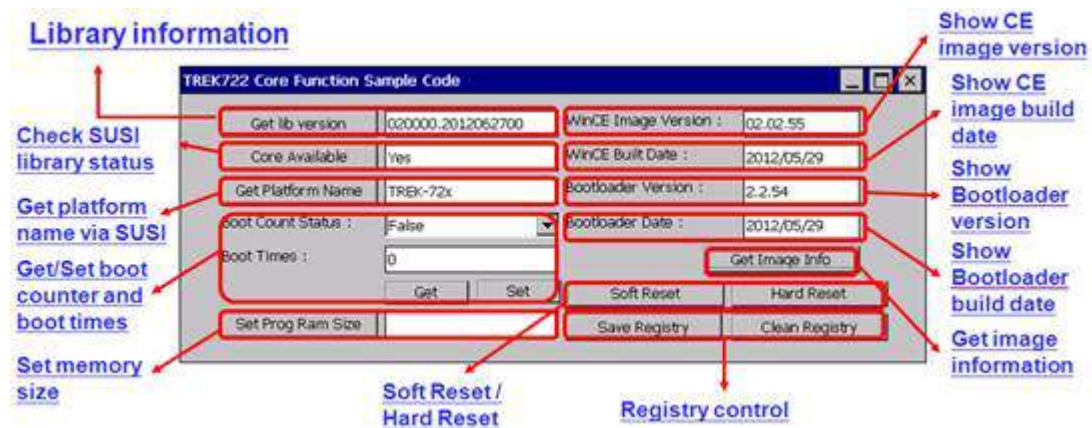 Library information
Show CE
image version
TREK722 Core Function Sample Code
Show CE
image build
date
Check SUSI
library status
Get lib version
020000.2012062700
WinCE Image Version :
02.02.55
Core Available
Yes
WinCE Built Date :
2012/05/29
Get Platform Name
TREK-72x
Bootloader Version :
2.2.54
Show
Bootloader
version
Get platform
name via SUSI
Boot Count Status :
False
Bootloader Date :
2012/05/29
Boot Times :
0
Get Image Info
Show
Bootloader
build date
Get/Set boot
counter and
boot times
Get
Set
Soft Reset
Hard Reset
Set Prog Ram Size
Save Registry
Clean Registry
Get image
information
Set memory
size
Soft Reset /
Hard Reset
Registry control